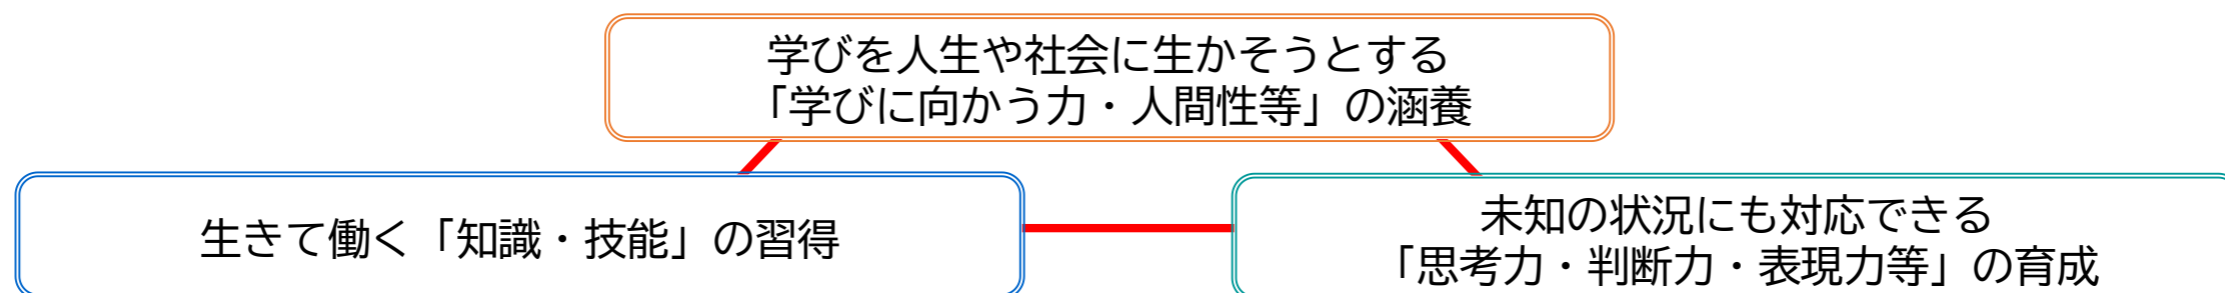 学びを人生や社会に生かそうとする
「学びに向かう力・人間性等」の涵養
生きて働く「知識・技能」の習得
未知の状況にも対応できる
「思考力・判断力・表現力等」の育成